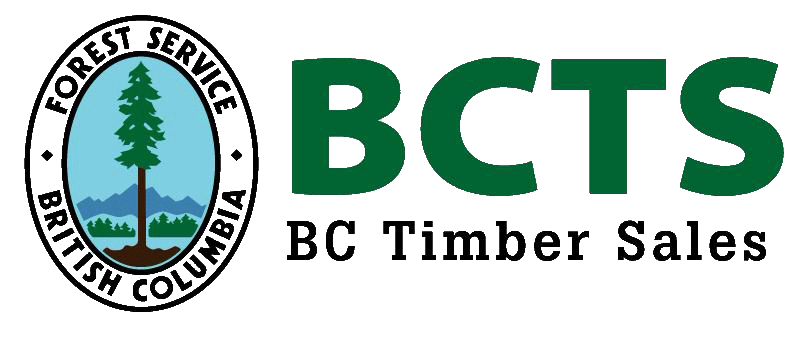 FOREST SERVICE
BRITISH COLUMBIA
BCTS
BC Timber Sales